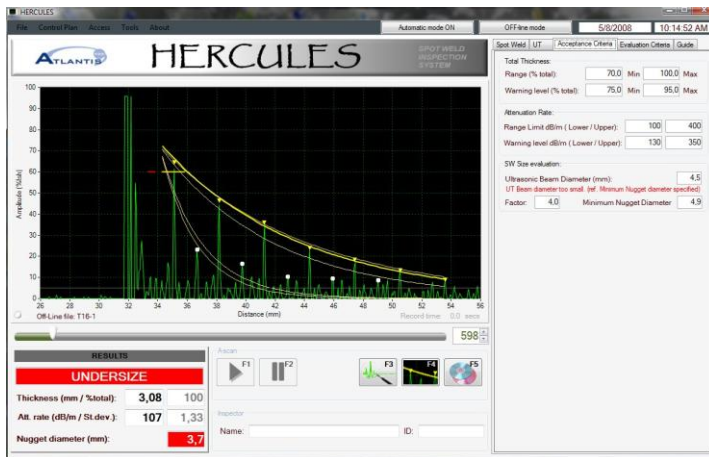 HERCULES
File Control Plan Access Tools About
Automatic mode ON
OFF-line mode
5/8/2008
10:14:52 AM
ATLANTIS
HERCULES
SPOT WELD
INSPECTION
SYSTEM
Amplitude (%fsh)
100
90
80
70
60
50
40
30
20
10
0
26 28 30 32 34 36 38 40 42 44 46 48 50 52 54 56
Distance (mm)
Off-Line file: T16-1
Record time: 0.0 secs
598
RESULTS
UNDERSIZE
Thickness (mm / %total): 3,08 100
Att. rate (dB/m / St.dev.): 107 1,33
Nugget diameter (mm): 3,7
Ascan
F1
F2
F3
F4
F5
Inspector
Name:
ID:
Spot Weld UT Acceptance Criteria Evaluation Criteria Guide
Total Thickness:
Range (% total): 70,0 Min 100,0 Max
Warning level (% total): 75,0 Min 95,0 Max
Attenuation Rate:
Range Limit dB/m ( Lower / Upper): 100 400
Warning level dB/m ( Lower / Upper): 130 350
SW Size evaluation:
Ultrasonic Beam Diameter (mm): 4,5
UT Beam diameter too small. (ref. Minimum Nugget diameter specified)
Factor: 4,0 Minimum Nugget Diameter 4,9